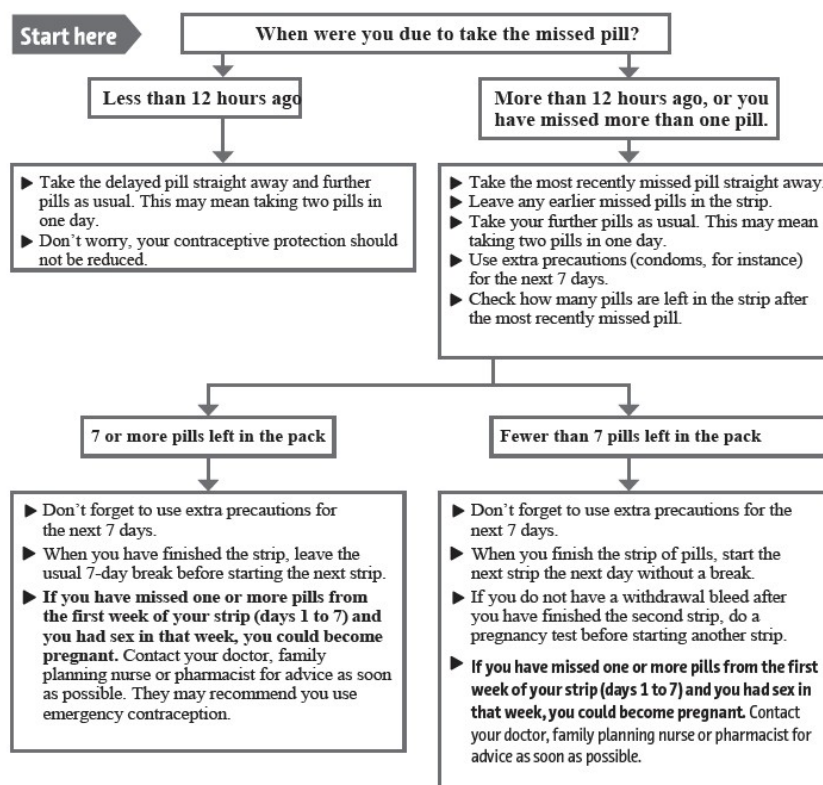 Start here
When were you due to take the missed pill?
Less than 12 hours ago
More than 12 hours ago, or you
have missed more than one pill.
▶ Take the delayed pill straight away and further
pills as usual. This may mean taking two pills in
one day.
▶ Don’t worry, your contraceptive protection should
not be reduced.
▶ Take the most recently missed pill straight away.
▶ Leave any earlier missed pills in the strip.
▶ Take your further pills as usual. This may mean
taking two pills in one day.
▶ Use extra precautions (condoms, for instance)
for the next 7 days.
▶ Check how many pills are left in the strip after
the most recently missed pill.
7 or more pills left in the pack
Fewer than 7 pills left in the pack
▶ Don’t forget to use extra precautions for
the next 7 days.
▶ When you have finished the strip, leave the
usual 7-day break before starting the next strip.
▶ If you have missed one or more pills from
the first week of your strip (days 1 to 7) and
you had sex in that week, you could become
pregnant. Contact your doctor, family
planning nurse or pharmacist for advice as soon
as possible. They may recommend you use
emergency contraception.
▶ Don’t forget to use extra precautions for the
next 7 days.
▶ When you finish the strip of pills, start the
next strip the next day without a break.
▶ If you do not have a withdrawal bleed after
you have finished the second strip, do a
pregnancy test before starting another strip.
▶ If you have missed one or more pills from the first
week of your strip (days 1 to 7) and you had sex in
that week, you could become pregnant. Contact
your doctor, family planning nurse or pharmacist for
advice as soon as possible.